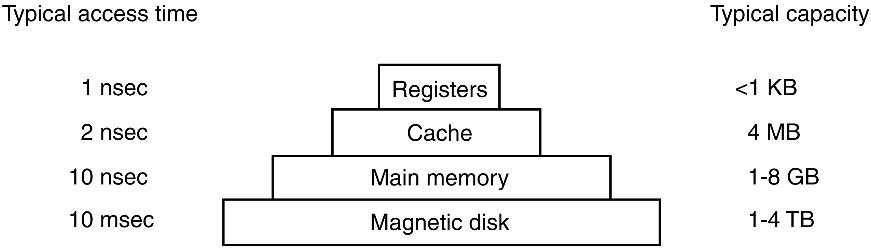 Typical access time Typical capacity
1 nsec Registers <1 KB
2 nsec Cache 4 MB
10 nsec Main memory 1-8 GB
10 msec Magnetic disk 1-4 TB